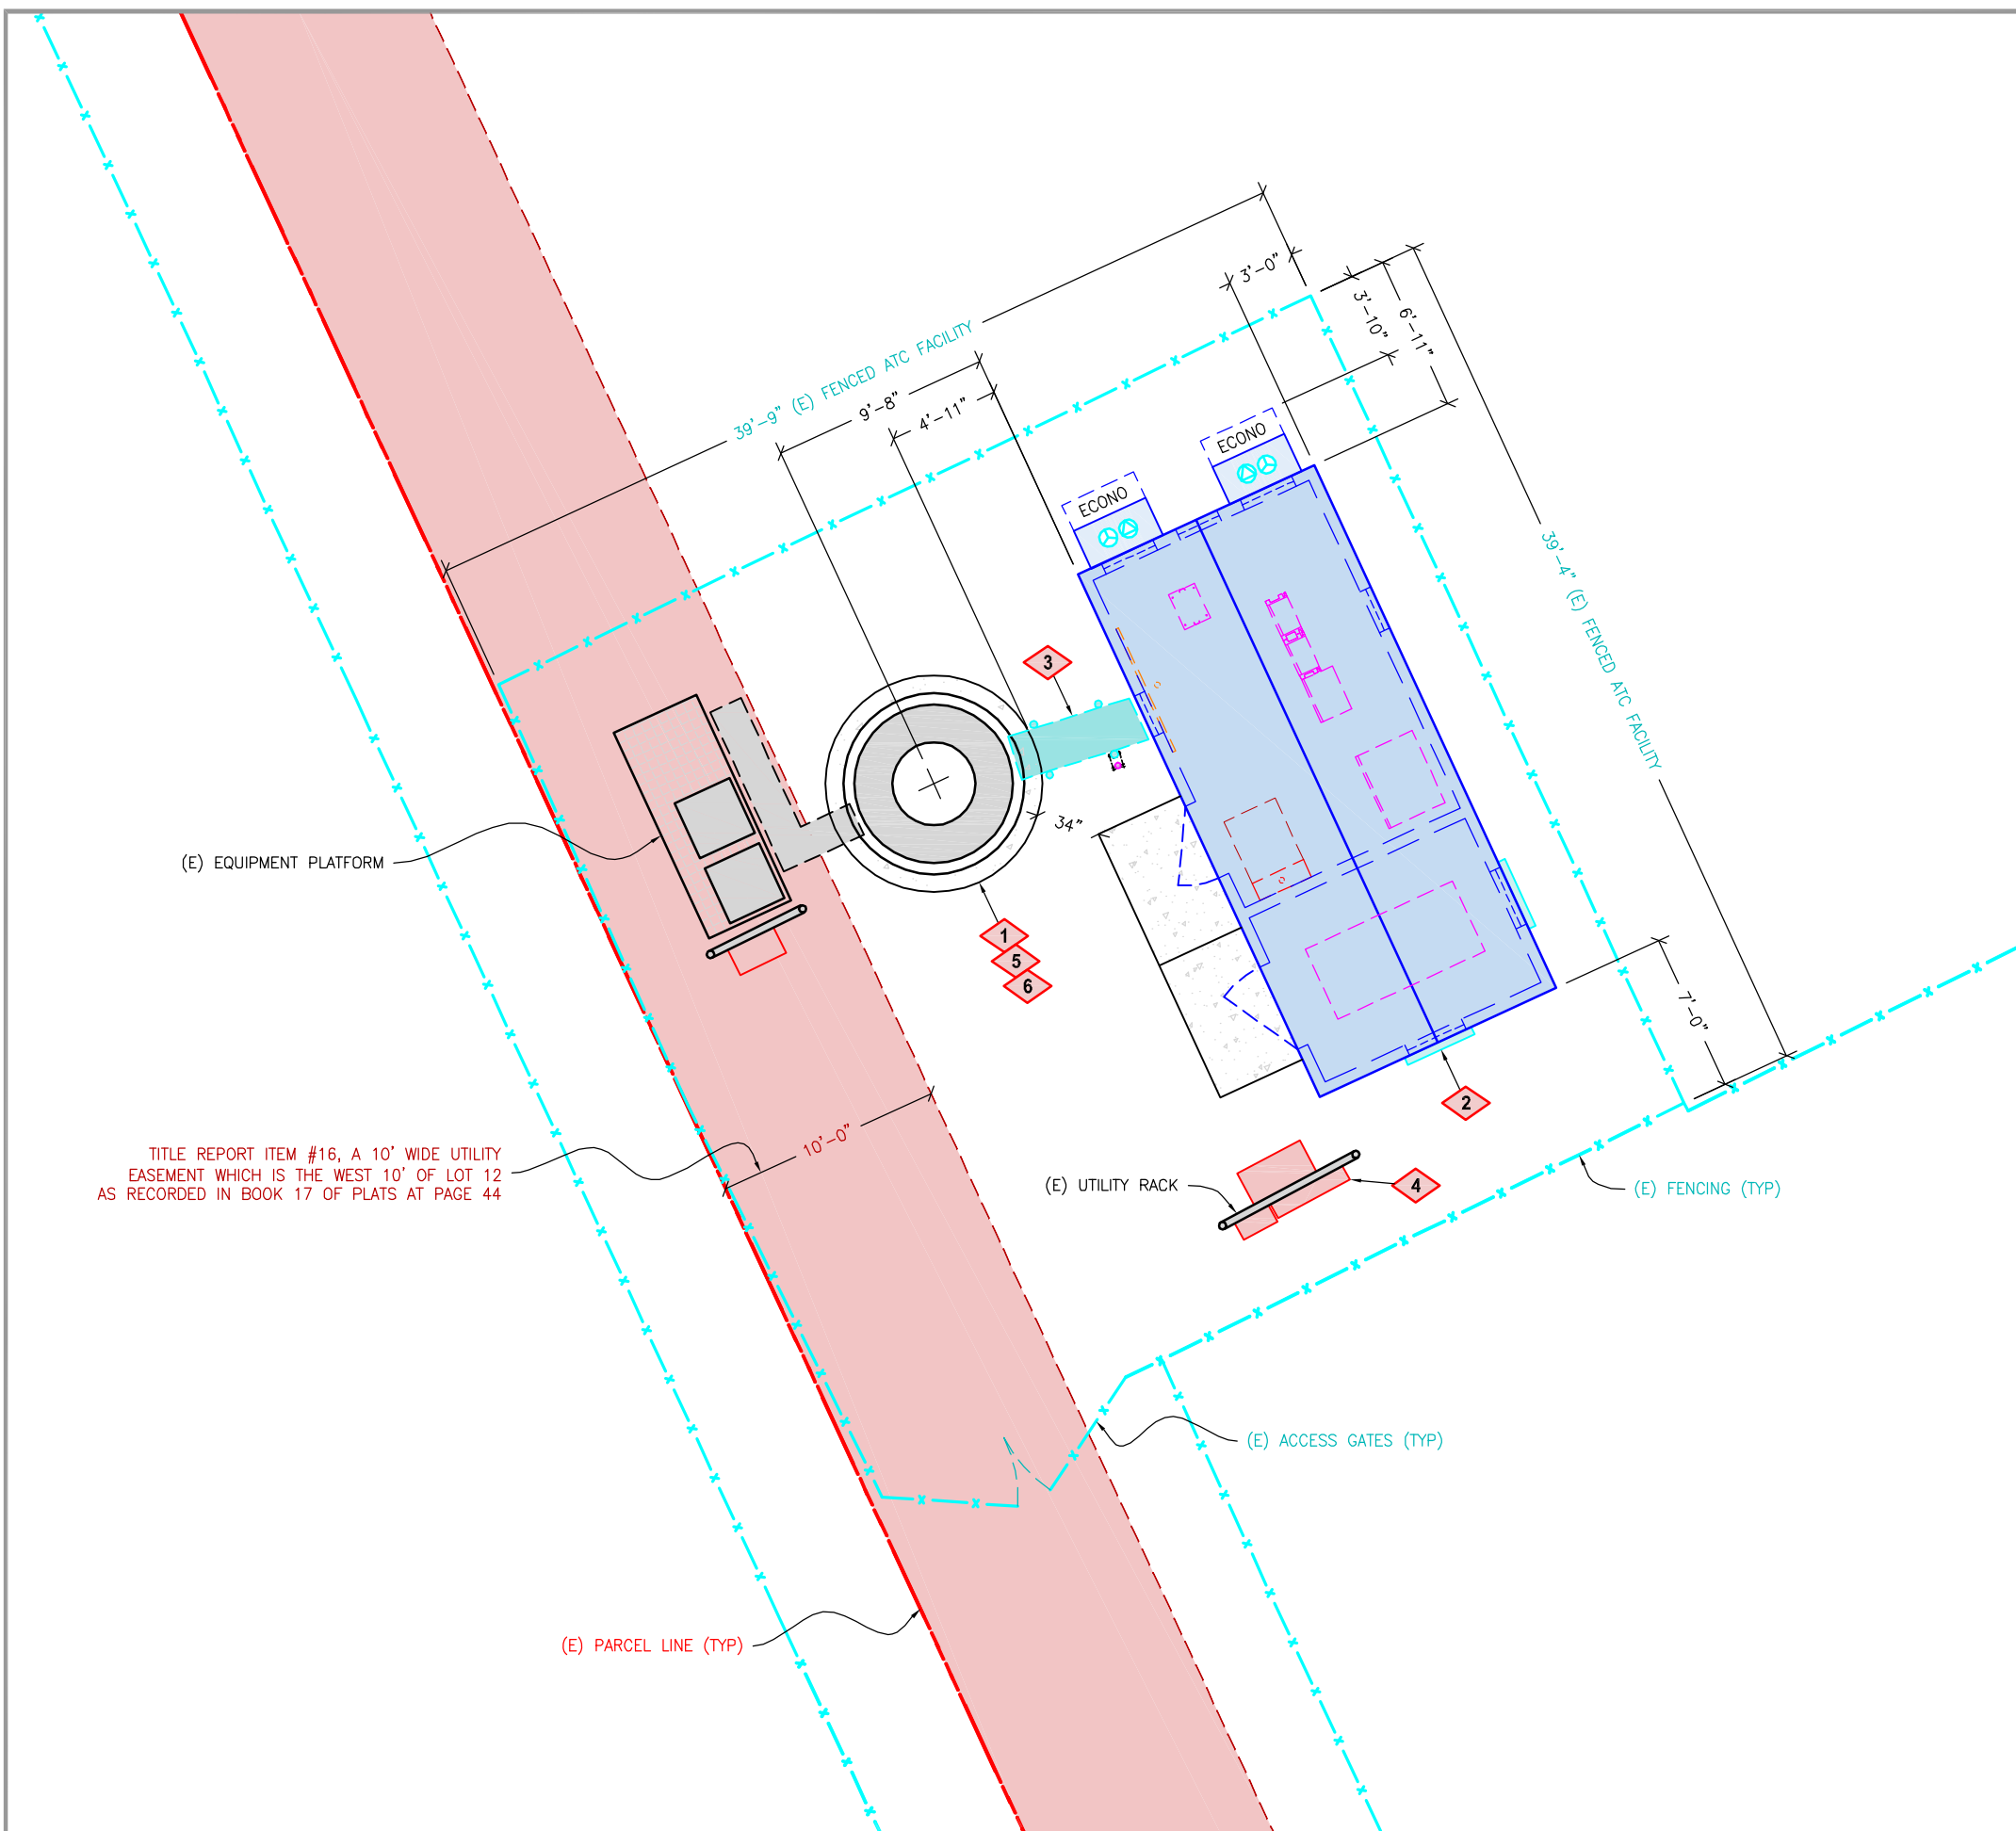 3'-0"
3'-10"
6'-11"
39'-9" (E) FENCED ATC FACILITY
9'-8"
4'-11"
ECONO
ECONO
39'-4" (E) FENCED ATC FACILITY
3
34"
(E) EQUIPMENT PLATFORM
1
5
6
7'-0"
2
10'-0"
TITLE REPORT ITEM #16, A 10' WIDE UTILITY
EASEMENT WHICH IS THE WEST 10' OF LOT 12
AS RECORDED IN BOOK 17 OF PLATS AT PAGE 44
(E) UTILITY RACK
4
(E) FENCING (TYP)
(E) ACCESS GATES (TYP)
(E) PARCEL LINE (TYP)